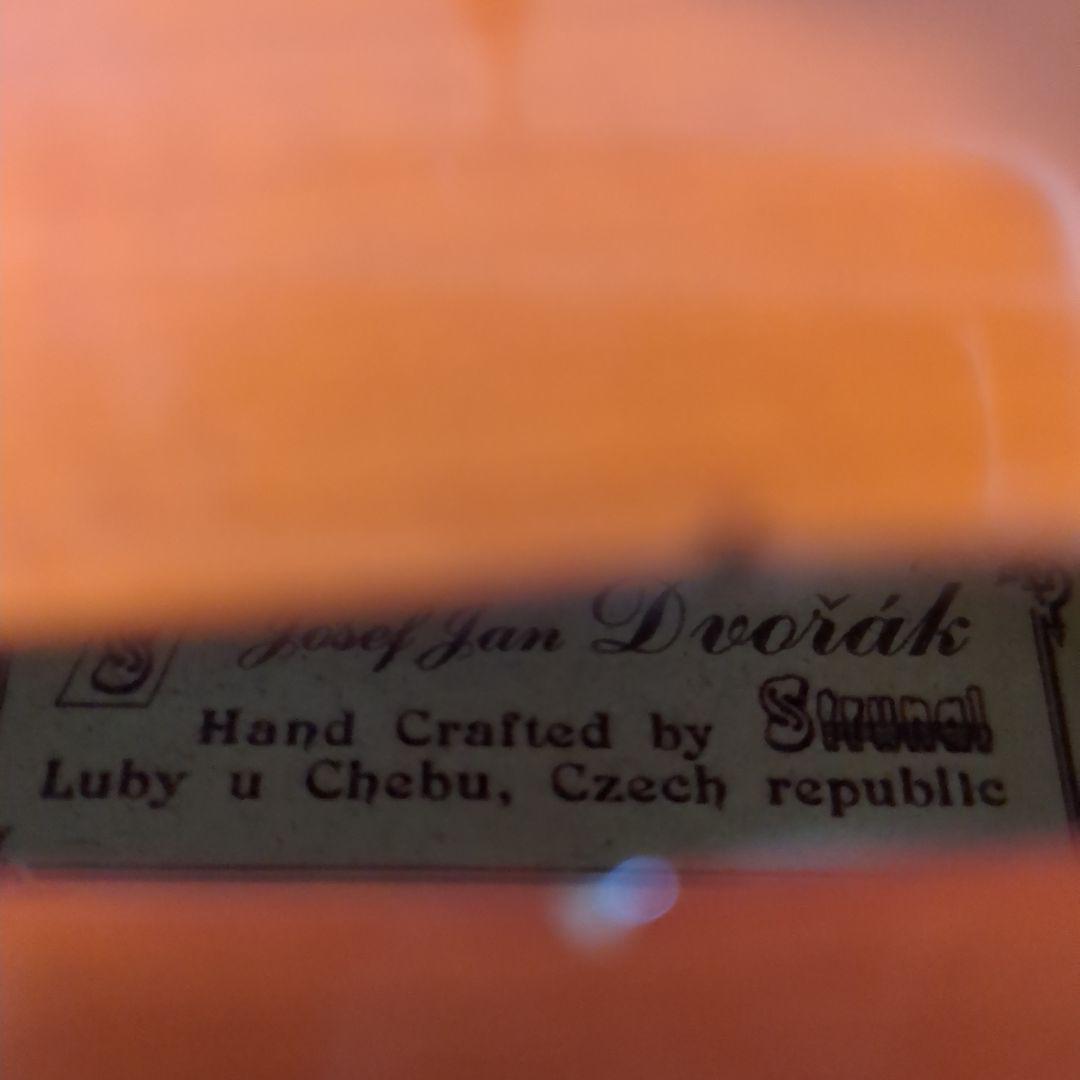 S Josef Jan Dvořák
Hand Crafted by Strunal
Luby u Chebu, Czech republic